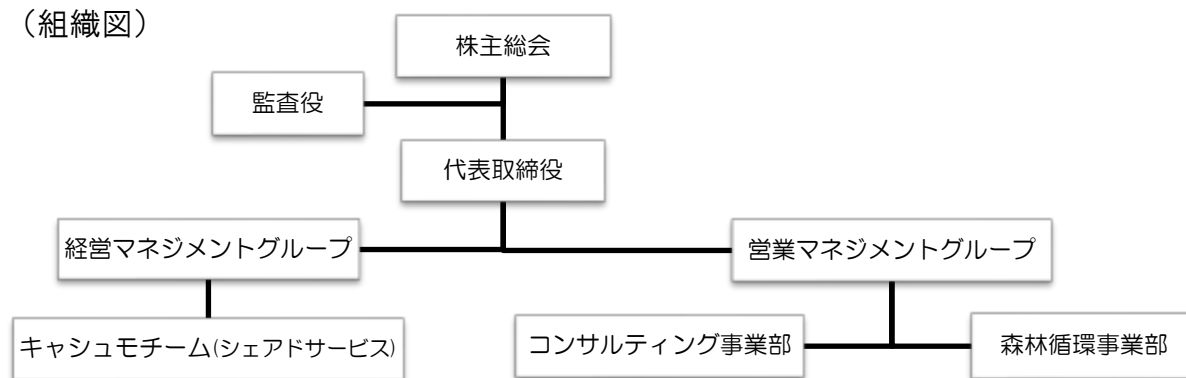 （組織図）
株主総会
監査役
代表取締役
経営マネジメントグループ
営業マネジメントグループ
キャシュモチーム(シェアドサービス)
コンサルティング事業部
森林循環事業部